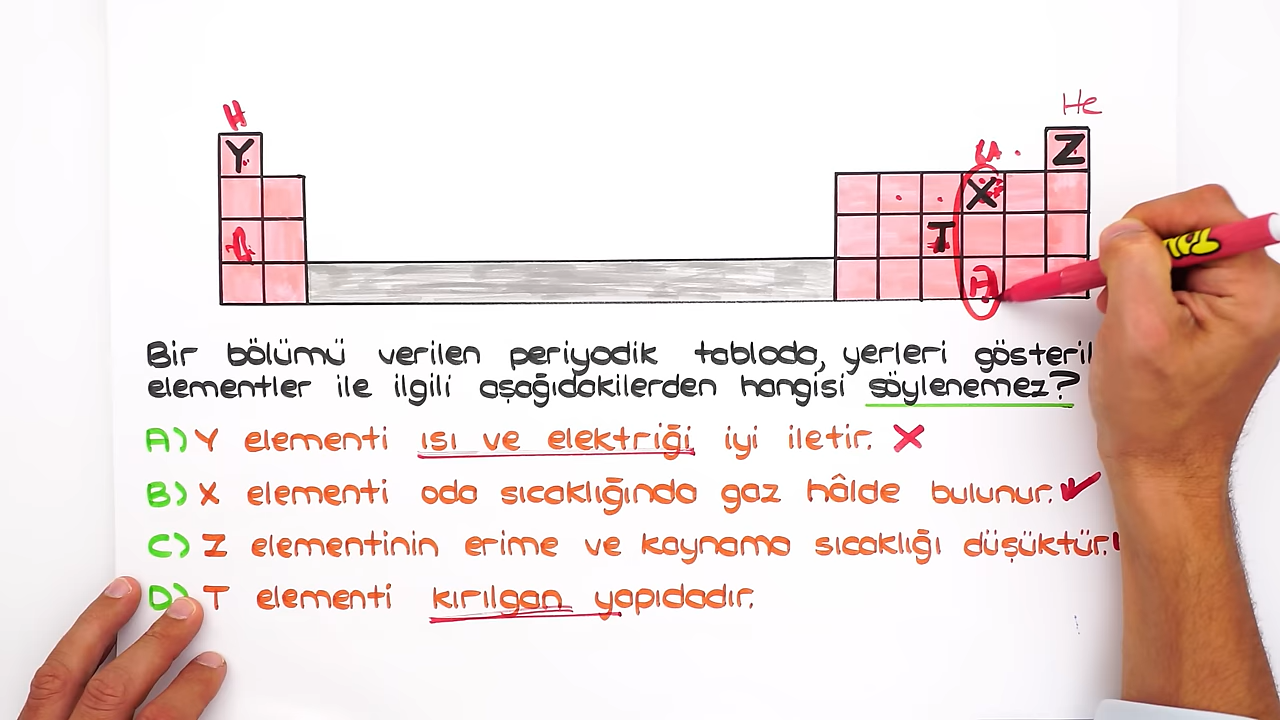 H He
6A
Y Z
X
T
A
A
Bir bölümü verilen periyodik tabloda, yerleri gösteril
elementler ile ilgili aşağıdakilerden hangisi söylenemez?
A) Y elementi ısı ve elektriği iyi iletir.
B) X elementi oda sıcaklığında gaz hâlde bulunur.
C) Z elementinin erime ve kaynama sıcaklığı düşüktür.
D) T elementi kırılgan yapıdadır.